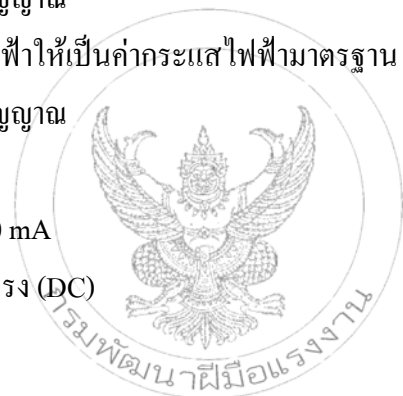 ญญาณ
ฟ้าให้เป็นค่ากระแสไฟฟ้ามาตรฐาน
ญญาณ
mA
รง (DC)
กรมพัฒนาฝีมือแรงงาน